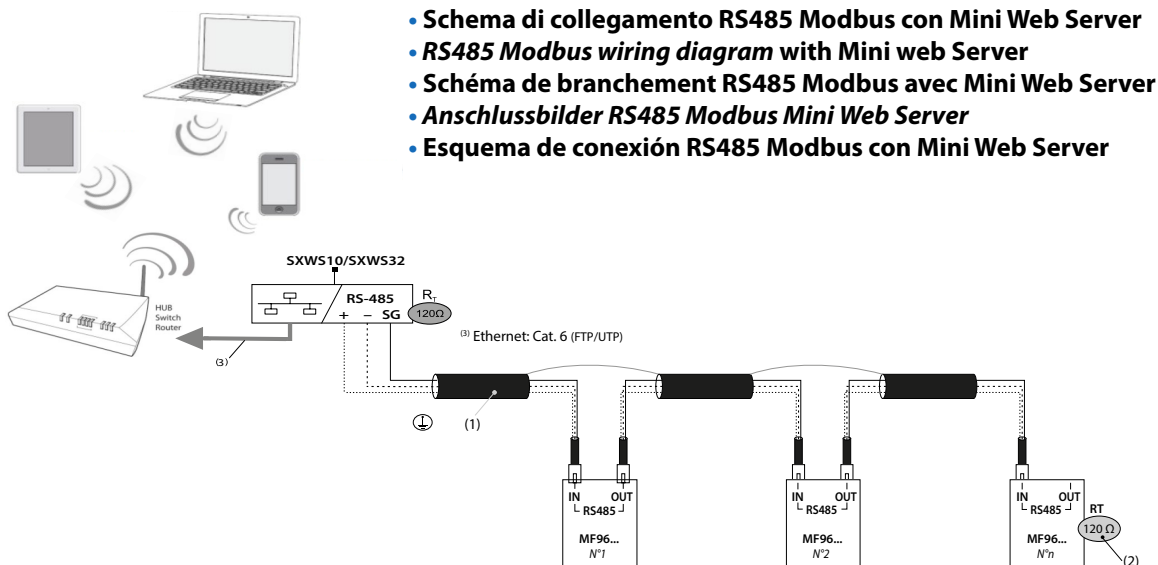 • Schema di collegamento RS485 Modbus con Mini Web Server
• RS485 Modbus wiring diagram with Mini web Server
• Schéma de branchement RS485 Modbus avec Mini Web Server
• Anschlussbilder RS485 Modbus Mini Web Server
• Esquema de conexión RS485 Modbus con Mini Web Server
SXWS10/SXWS32
RS-485
+ – SG
RT
120Ω
HUB
Switch
Router
(3)
(3) Ethernet: Cat. 6 (FTP/UTP)
(1)
IN OUT
RS485
MF96...
N°1
IN OUT
RS485
MF96...
N°2
IN OUT
RS485
MF96...
N°n
RT
120 Ω
(2)